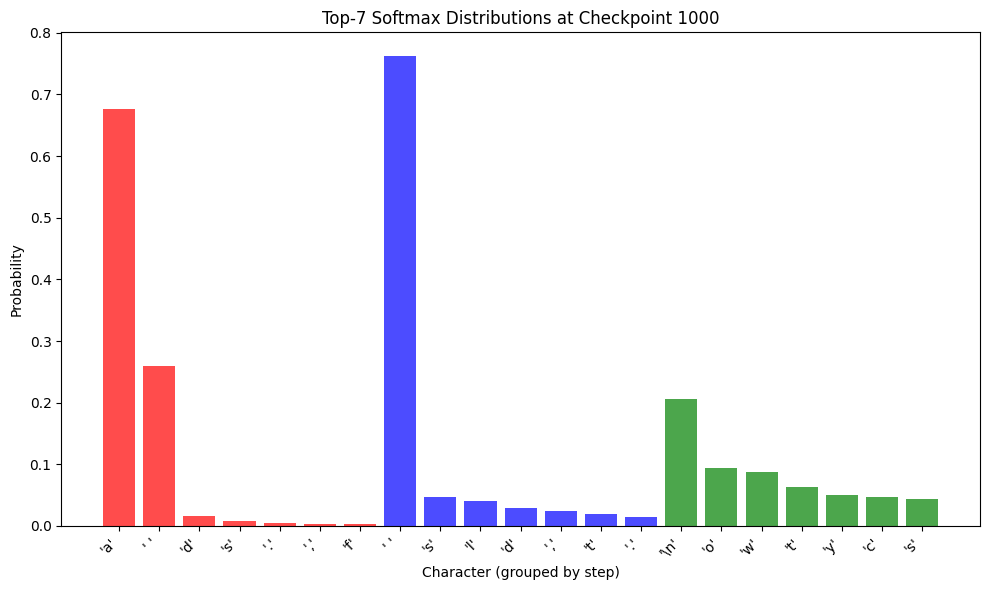 Top-7 Softmax Distributions at Checkpoint 1000
Probability
0.8
0.7
0.6
0.5
0.4
0.3
0.2
0.1
0.0
'a' ' ' 'd' 's' '.' ',' 'f' ' ' 's' 'l' 'd' ',' 't' '.' '\n' 'o' 'w' 't' 'y' 'c' 's'
Character (grouped by step)